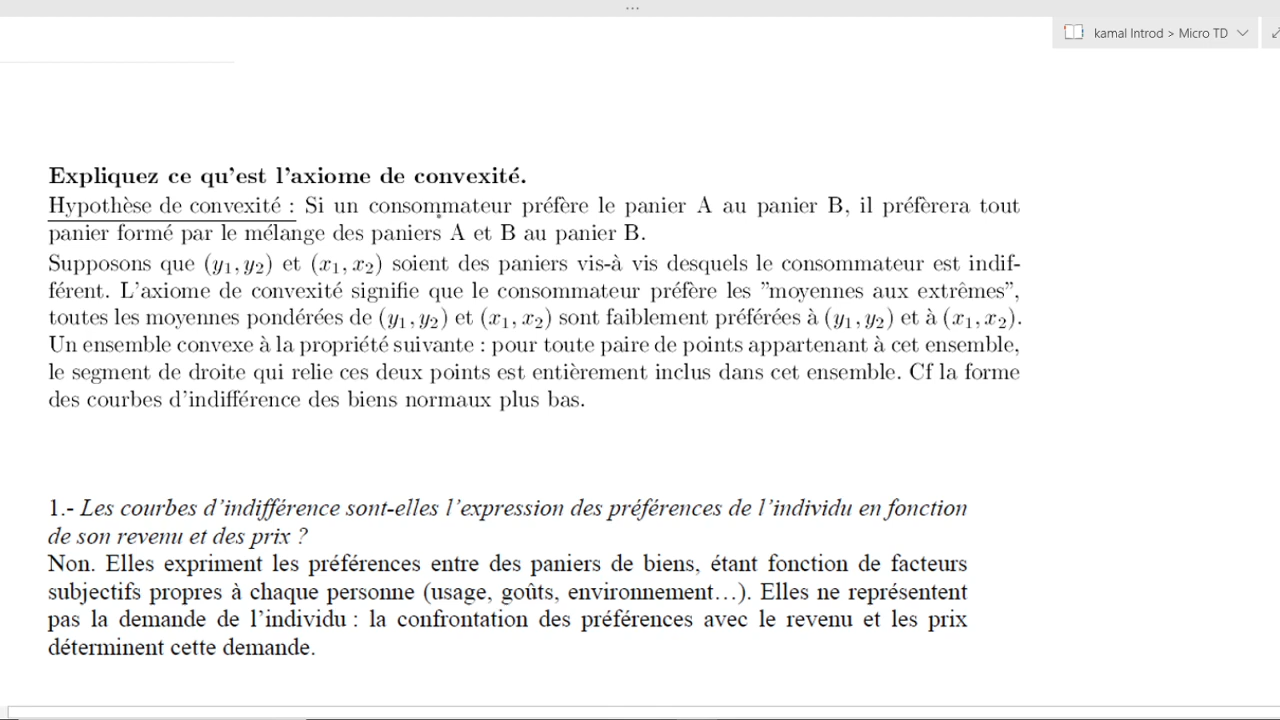 ...
kamal Introd > Micro TD
Expliquez ce qu'est l'axiome de convexité.
Hypothèse de convexité : Si un consommateur préfère le panier A au panier B, il préfèrera tout
panier formé par le mélange des paniers A et B au panier B.
Supposons que (y₁, y₂) et (x₁, x₂) soient des paniers vis-à vis desquels le consommateur est indif-
férent. L'axiome de convexité signifie que le consommateur préfère les "moyennes aux extrêmes",
toutes les moyennes pondérées de (y₁, y₂) et (x₁, x₂) sont faiblement préférées à (y₁, y₂) et à (x₁, x₂).
Un ensemble convexe à la propriété suivante : pour toute paire de points appartenant à cet ensemble,
le segment de droite qui relie ces deux points est entièrement inclus dans cet ensemble. Cf la forme
des courbes d'indifférence des biens normaux plus bas.
1.- Les courbes d'indifférence sont-elles l'expression des préférences de l'individu en fonction
de son revenu et des prix ?
Non. Elles expriment les préférences entre des paniers de biens, étant fonction de facteurs
subjectifs propres à chaque personne (usage, goûts, environnement…). Elles ne représentent
pas la demande de l'individu : la confrontation des préférences avec le revenu et les prix
déterminent cette demande.